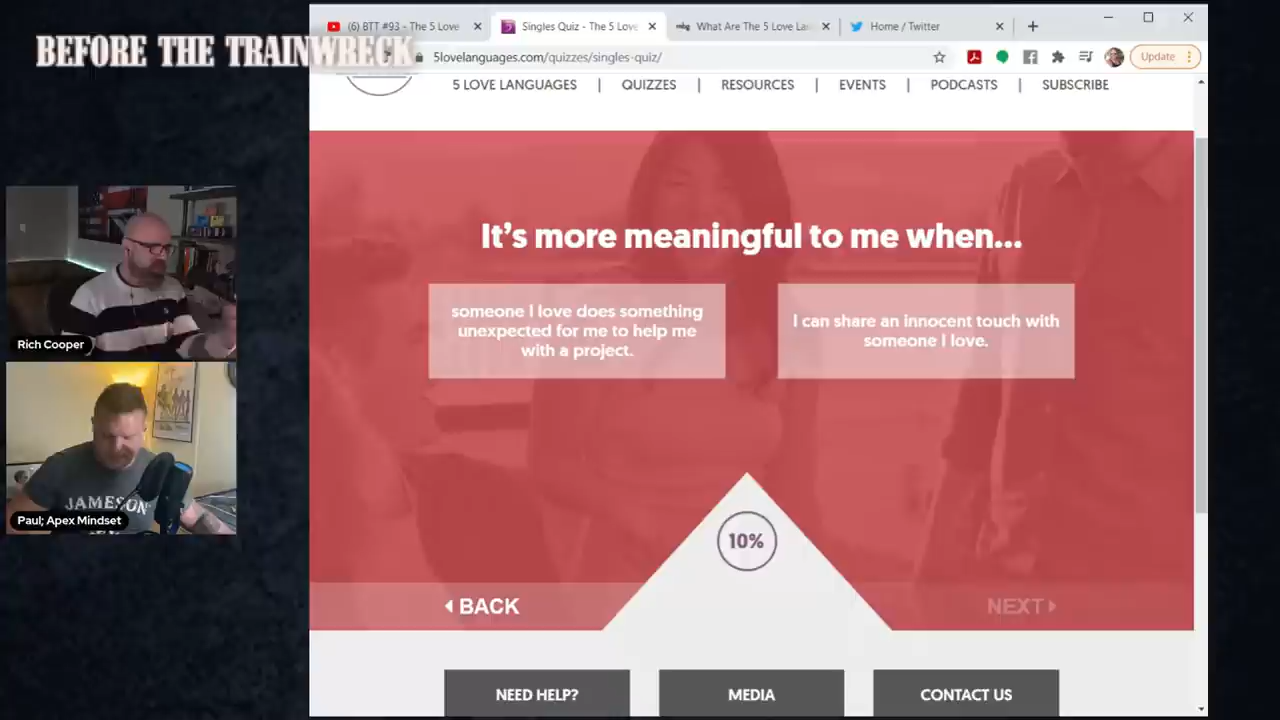 BEFORE THE TRAINWRECK
(6) BTT #93 - The 5 Love
Singles Quiz - The 5 Love
What Are The 5 Love La
Home / Twitter
5lovelanguages.com/quizzes/singles-quiz/
Update
5 LOVE LANGUAGES | QUIZZES | RESOURCES | EVENTS | PODCASTS | SUBSCRIBE
It's more meaningful to me when...
someone I love does something
unexpected for me to help me
with a project.
I can share an innocent touch with
someone I love.
Rich Cooper
JAMESON
Paul; Apex Mindset
10%
BACK
NEXT
NEED HELP?
MEDIA
CONTACT US